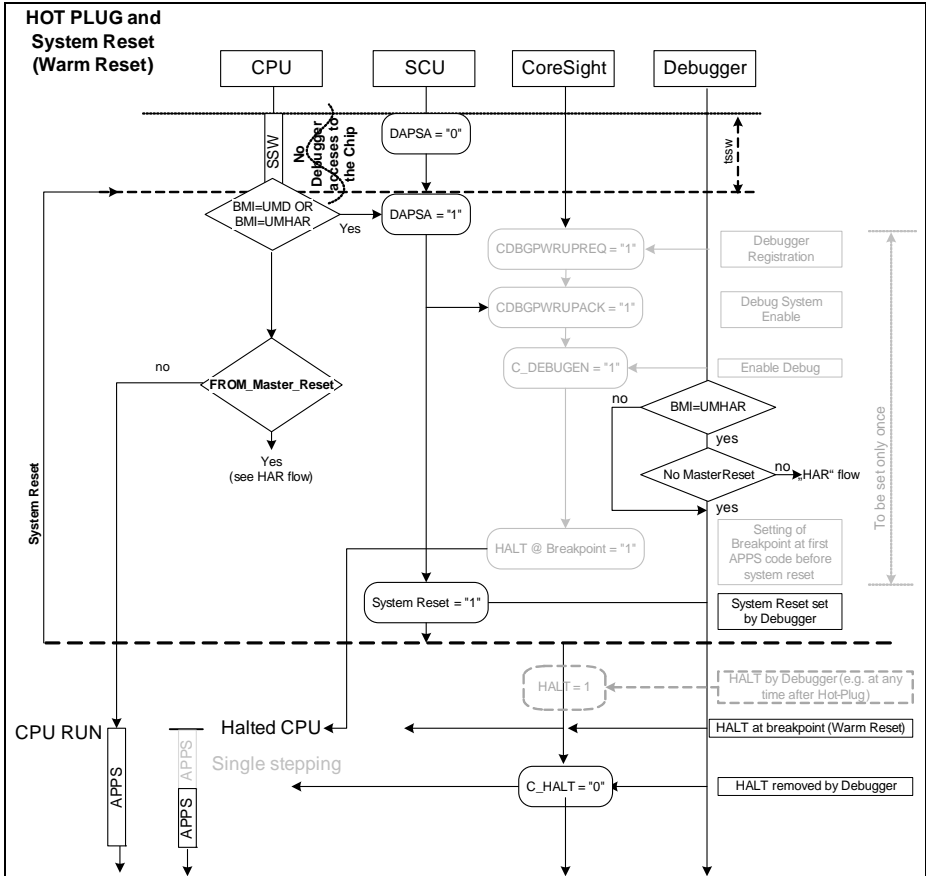 HOT PLUG and
System Reset
(Warm Reset)
CPU
SCU
CoreSight
Debugger
SSW
No
Debugger
acceses to
the Chip
DAPSA = "0"
tssw
BMI=UMD OR
BMI=UMHAR
Yes
DAPSA = "1"
CDBGPWRUPREQ = "1"
Debugger
Registration
CDBGPWRUPACK = "1"
Debug System
Enable
C_DEBUGEN = "1"
Enable Debug
no
FROM_Master_Reset
Yes
(see HAR flow)
no
BMI=UMHAR
yes
No MasterReset
no
„HAR“ flow
yes
To be set only once
System Reset
HALT @ Breakpoint = "1"
Setting of
Breakpoint at first
APPS code before
system reset
System Reset = "1"
System Reset set
by Debugger
HALT = 1
HALT by Debugger (e.g. at any
time after Hot-Plug)
CPU RUN
Halted CPU
HALT at breakpoint (Warm Reset)
Single stepping
C_HALT = "0"
HALT removed by Debugger
APPS
APPS
APPS